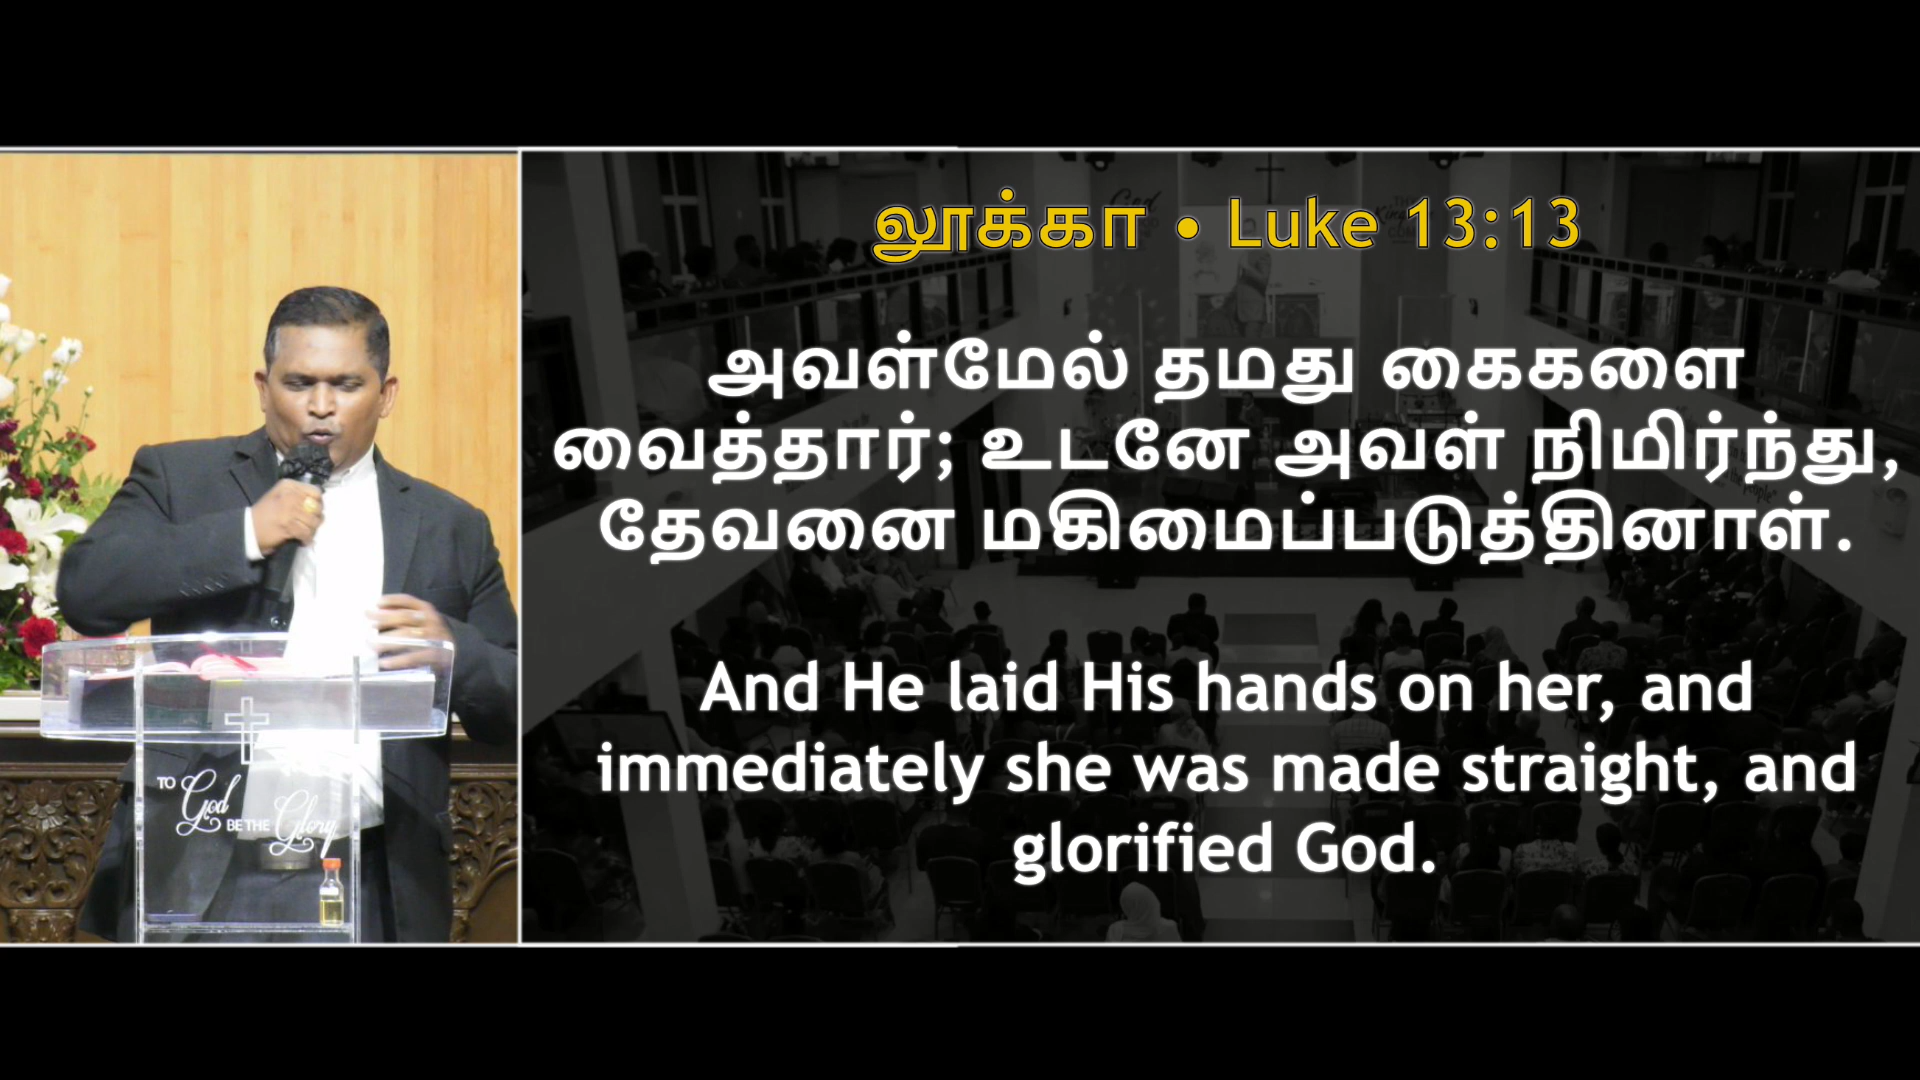 லூக்கா • Luke 13:13
அவள்மேல் தமது கைகளை
வைத்தார்; உடனே அவள் நிமிர்ந்து,
தேவனை மகிமைப்படுத்தினாள்.
And He laid His hands on her, and
immediately she was made straight, and
glorified God.
TO God
BE THE Glory